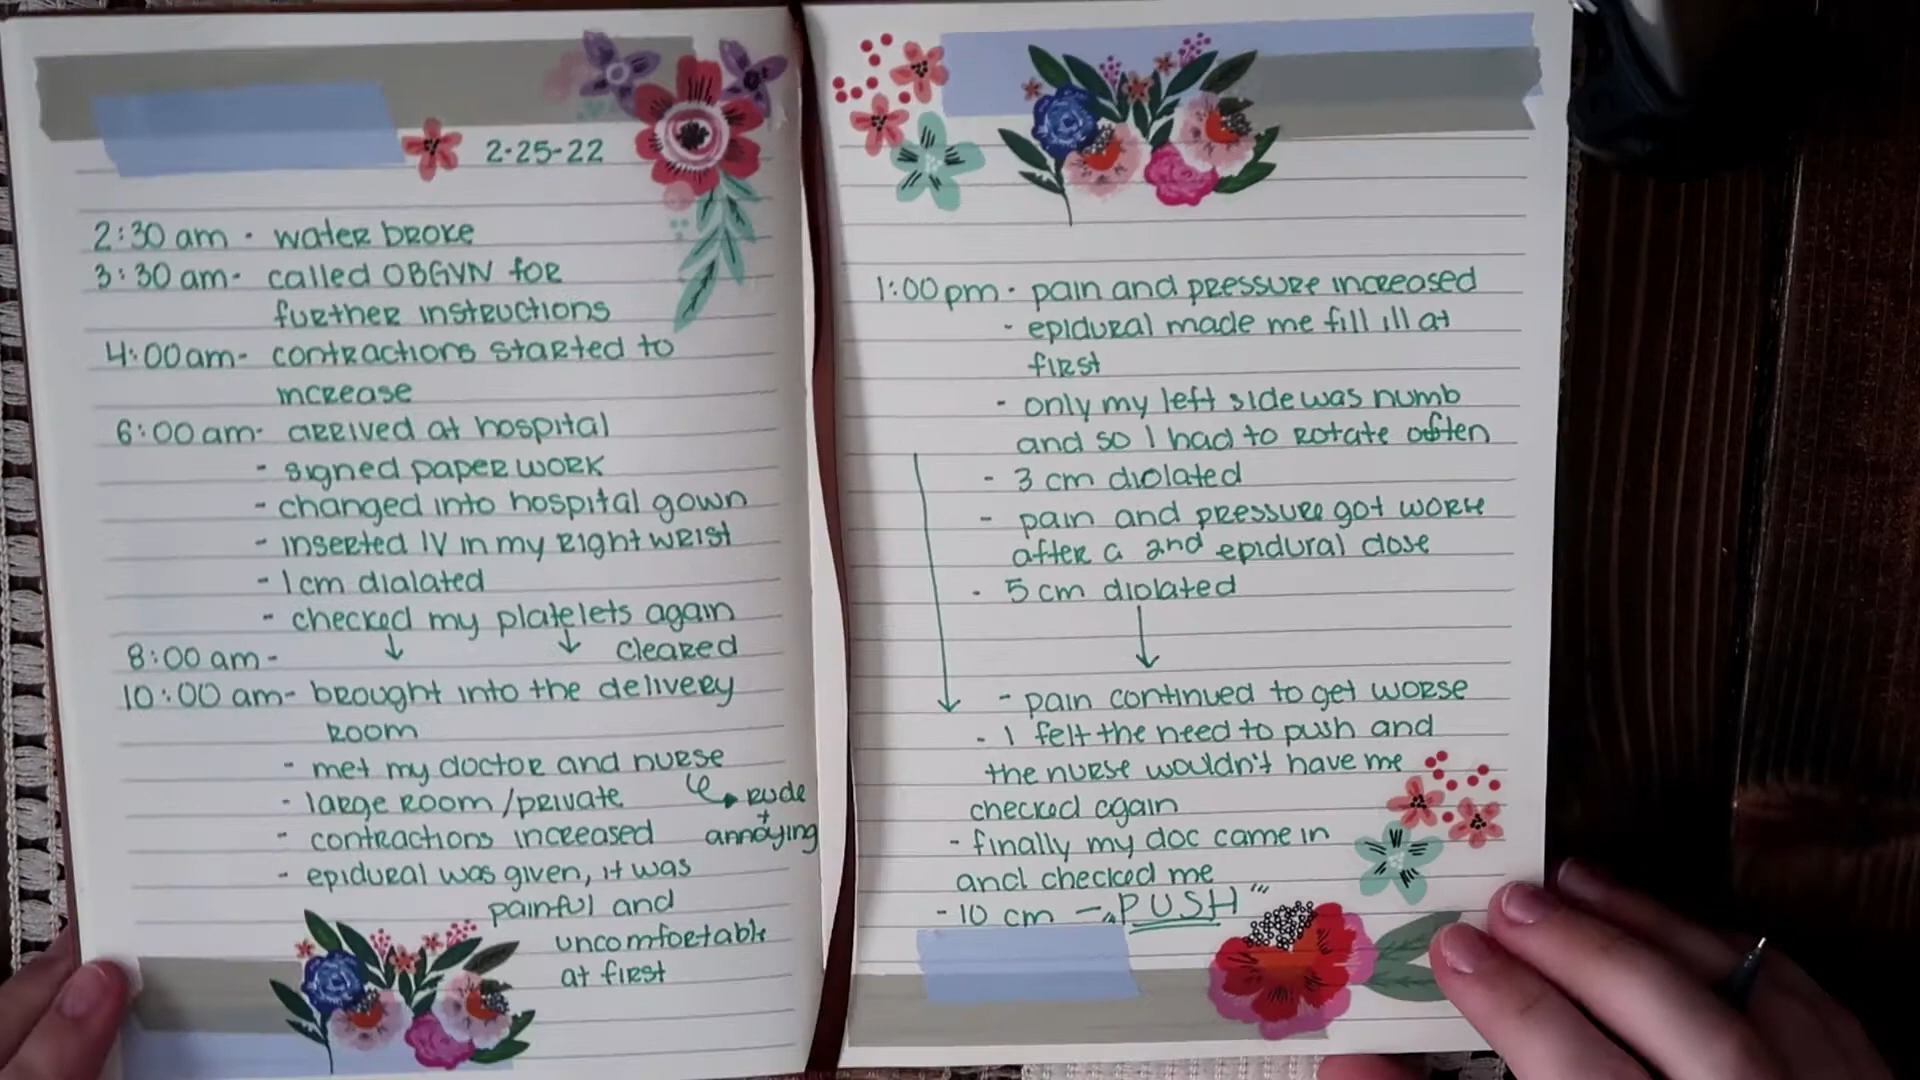 2-25-22
2:30 am - water broke
3:30 am- called OBGYN for
further instructions
4:00am- contractions started to
increase
6:00 am- arrived at hospital
- signed paper work
- changed into hospital gown
- inserted IV in my right wrist
- 1cm dialated
- checked my platelets again
8:00 am - ↓ ↓ cleared
10:00 am- brought into the delivery
room
- met my doctor and nurse
- large room/private → rude
+
- contractions increased annoying
- epidural was given, it was
painful and
uncomfortable
at first
1:00 pm - pain and pressure increased
- epidural made me fill ill at
first
- only my left side was numb
and so I had to rotate often
- 3 cm diolated
- pain and pressure got worse
after a 2nd epidural dose
- 5 cm diolated
- pain continued to get worse
- I felt the need to push and
the nurse wouldn't have me
checked again
- finally my doc came in
and checked me
- 10 cm - "PUSH"